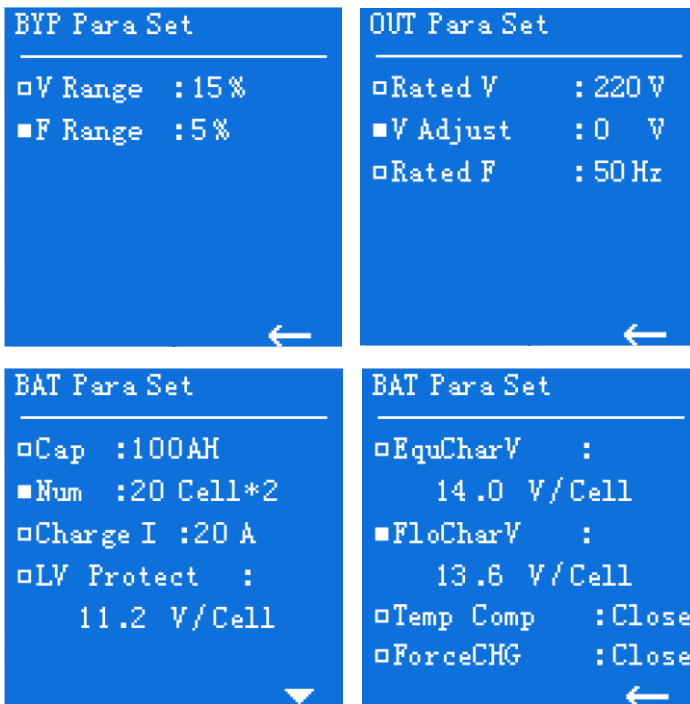 BYP Para Set
V Range :15%
F Range :5%
OUT Para Set
Rated V :220 V
V Adjust :0 V
Rated F :50 Hz
BAT Para Set
Cap :100AH
Num :20 Cell*2
Charge I :20 A
LV Protect :
11.2 V/Cell
BAT Para Set
EquCharV :
14.0 V/Cell
FloCharV :
13.6 V/Cell
Temp Comp :Close
ForceCHG :Close